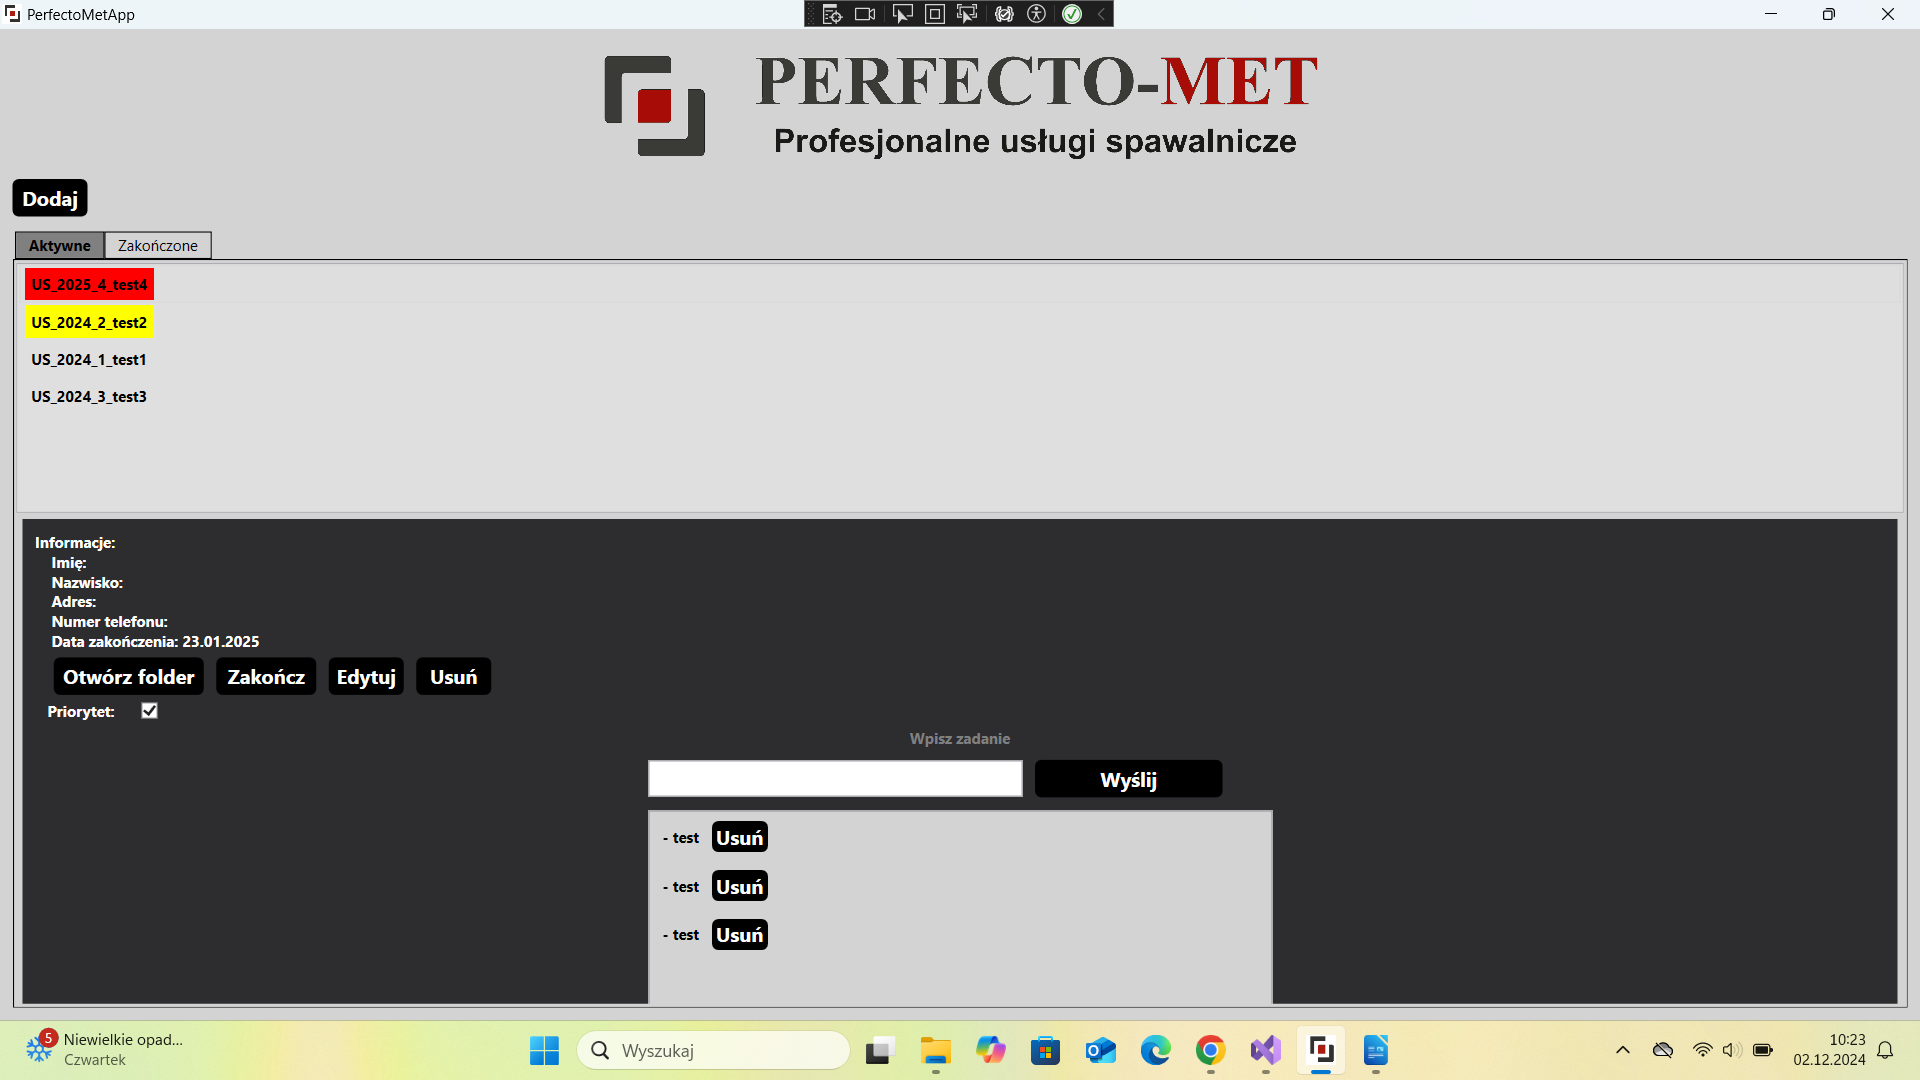 PerfectoMetApp
PERFECTO-MET
Profesjonalne usługi spawalnicze
Dodaj
Aktywne Zakończone
US_2025_4_test4
US_2024_2_test2
US_2024_1_test1
US_2024_3_test3
Informacje:
Imię:
Nazwisko:
Adres:
Numer telefonu:
Data zakończenia: 23.01.2025
Otwórz folder Zakończ Edytuj Usuń
Priorytet:
Wpisz zadanie
Wyślij
- test Usuń
- test Usuń
- test Usuń
5 Niewielkie opad...
Czwartek
Wyszukaj
10:23
02.12.2024